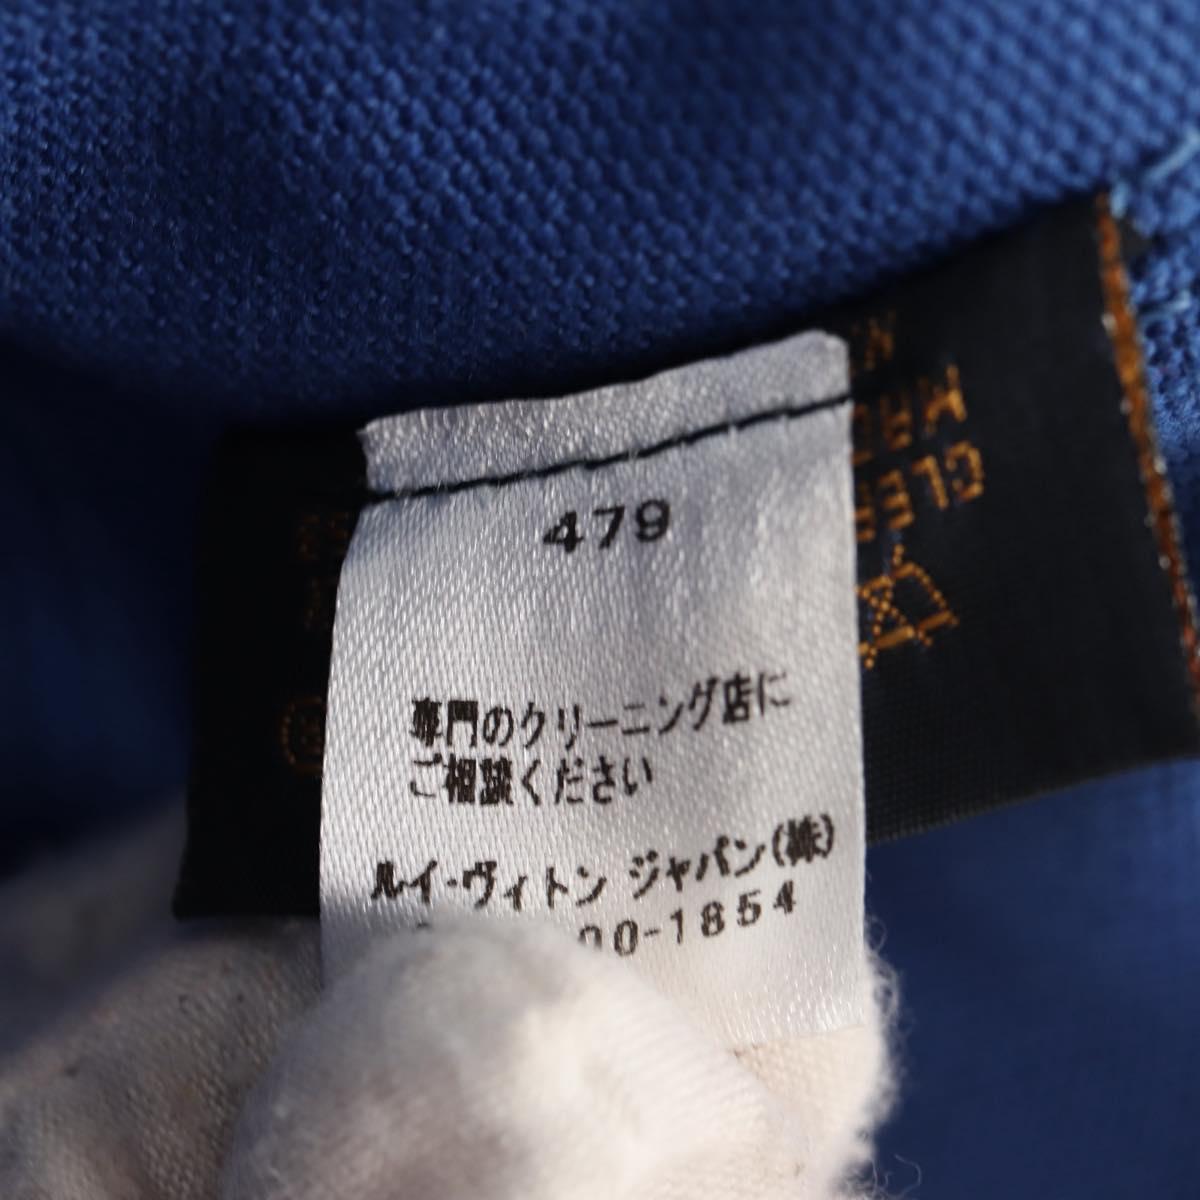 479
専門のクリーニング店に
ご相談ください
ルイ・ヴィトン ジャパン(株)
00-1854